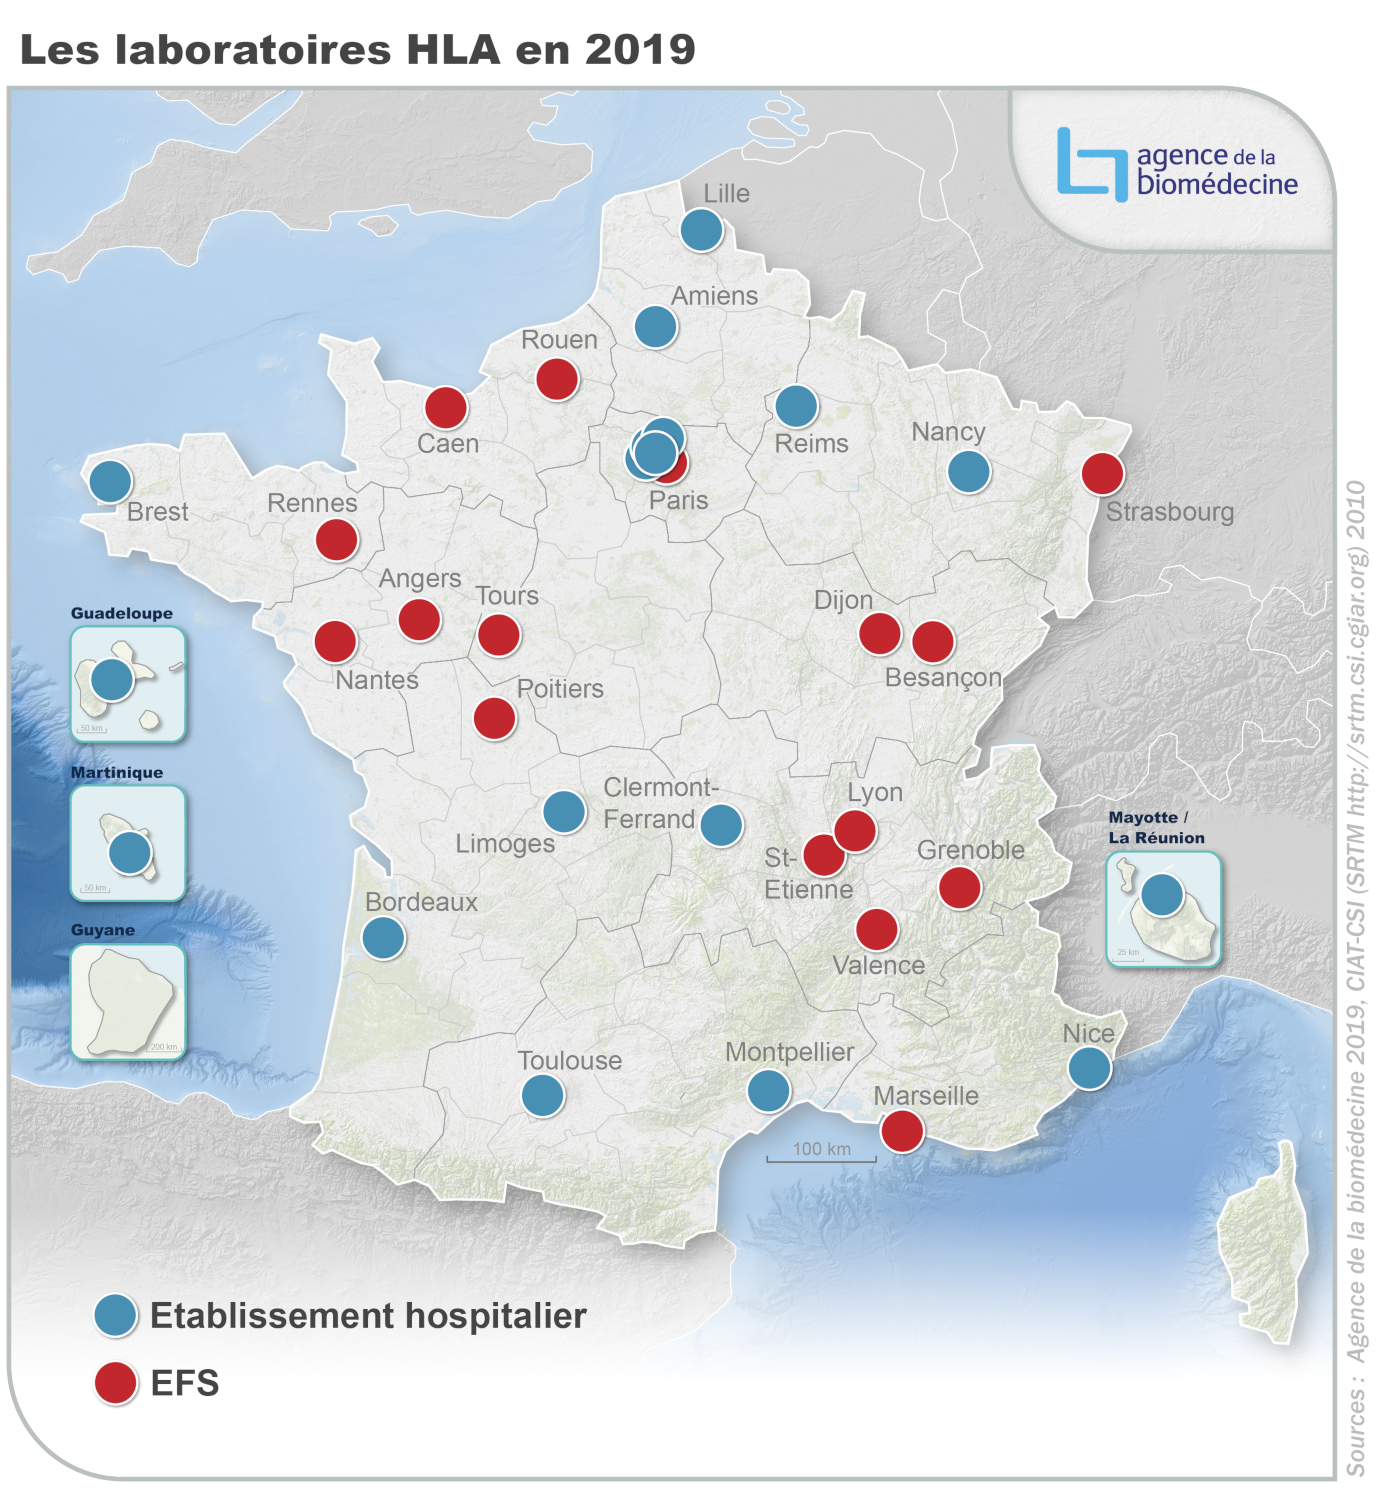 Les laboratoires HLA en 2019
agence de la
biomédecine
Lille
Amiens
Rouen
Caen
Reims
Nancy
Paris
Strasbourg
Brest
Rennes
Angers
Tours
Dijon
Besançon
Nantes
Poitiers
Guadeloupe
50 km
Martinique
50 km
Guyane
200 km
Clermont-
Ferrand
Limoges
Lyon
St-
Etienne
Grenoble
Valence
Bordeaux
Mayotte /
La Réunion
25 km
Toulouse
Montpellier
Nice
Marseille
100 km
Etablissement hospitalier
EFS
Sources : Agence de la biomédecine 2019, CIAT-CSI (SRTM http://srtm.csi.cgiar.org) 2010